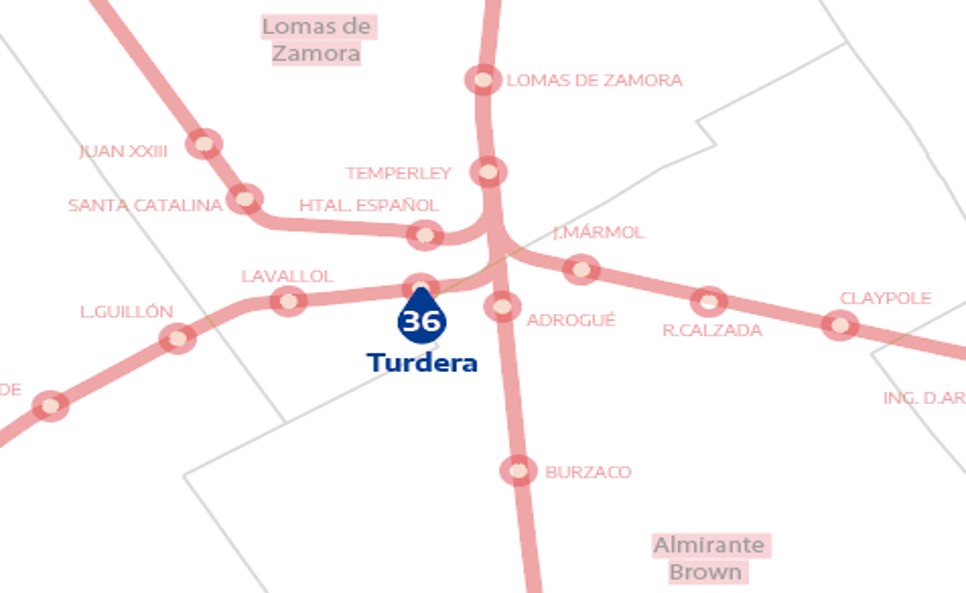 Lomas de
Zamora
LOMAS DE ZAMORA
JUAN XXIII
TEMPERLEY
SANTA CATALINA
HTAL. ESPAÑOL
J.MÁRMOL
LAVALLOL
CLAYPOLE
L.GUILLÓN
36
ADROGUÉ
R.CALZADA
Turdera
DE
ING. D.AR
BURZACO
Almirante
Brown